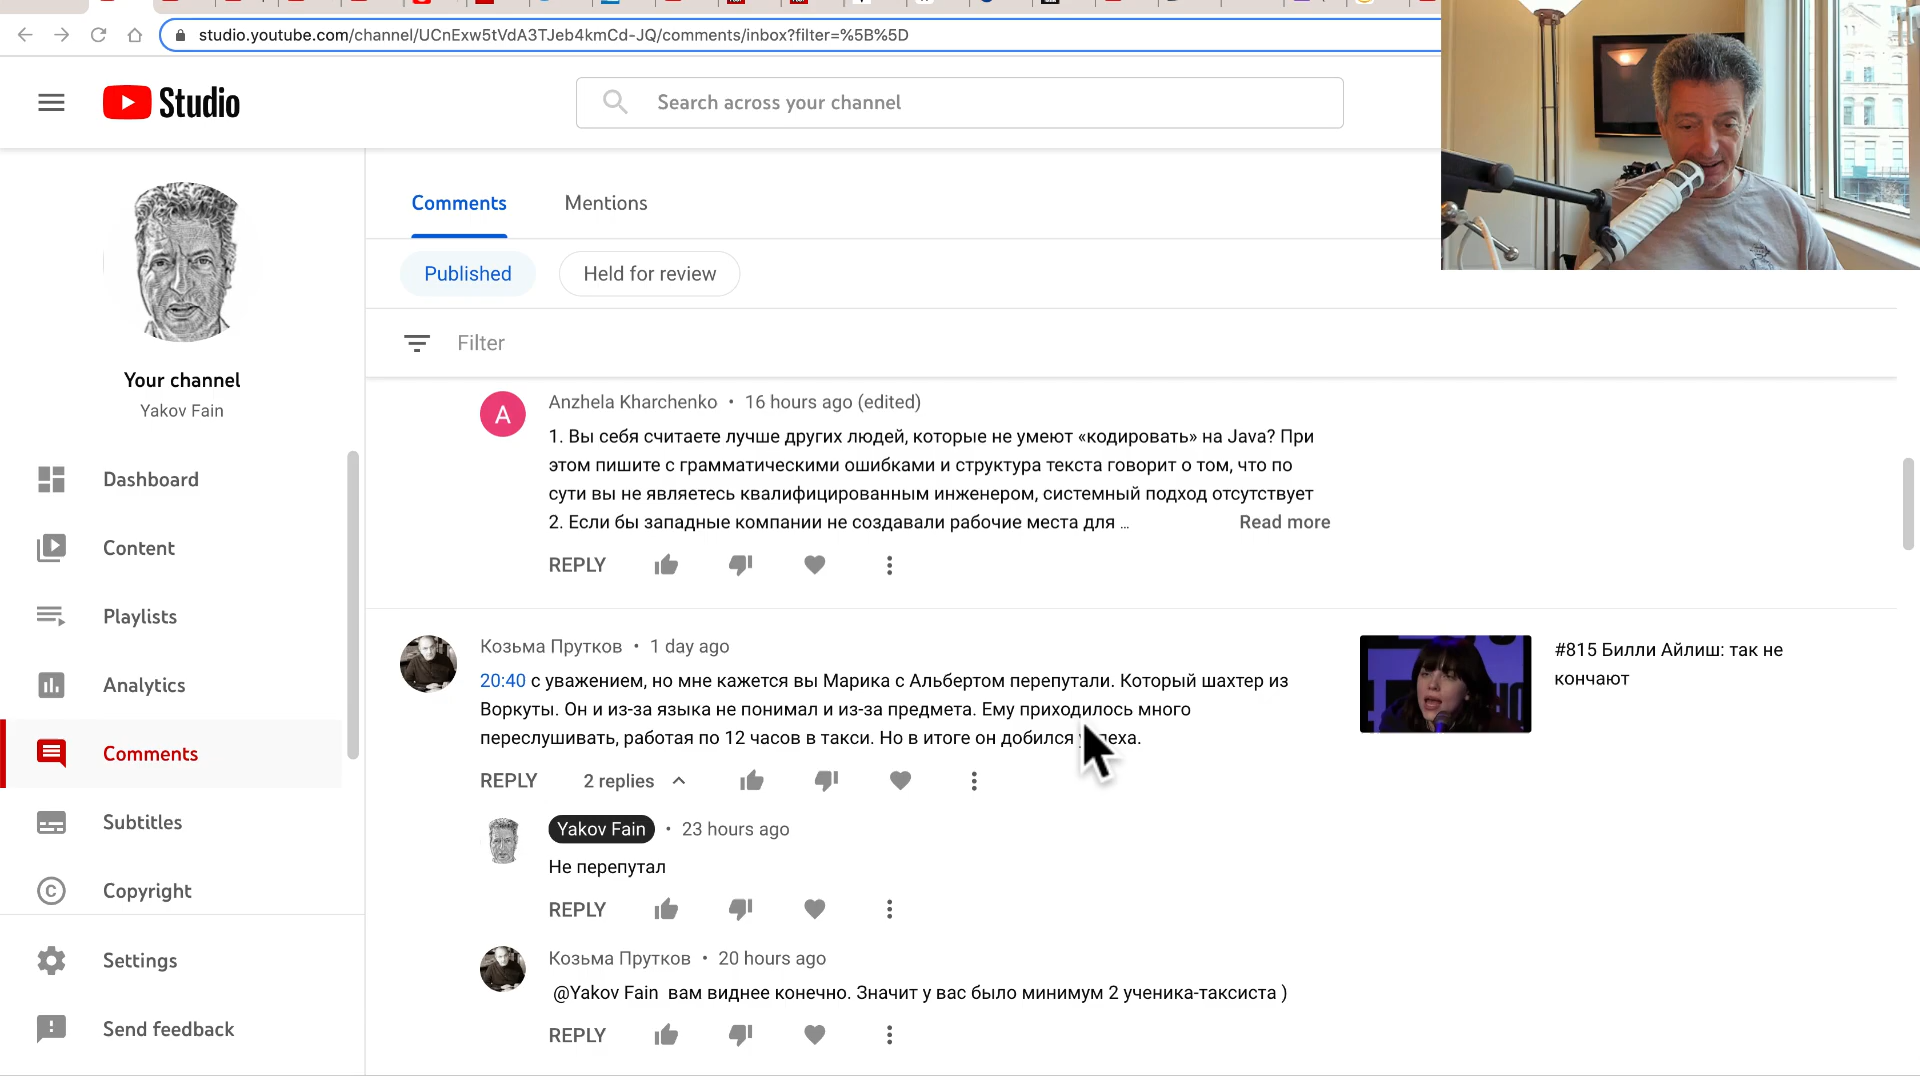 studio.youtube.com/channel/UCnExw5tVdA3TJeb4kmCd-JQ/comments/inbox?filter=%5B%5D
Studio
Search across your channel
Your channel
Yakov Fain
Dashboard
Content
Playlists
Analytics
Comments
Subtitles
Copyright
Settings
Send feedback
Comments Mentions
Published Held for review
Filter
A
Anzhela Kharchenko • 16 hours ago (edited)
1. Вы себя считаете лучше других людей, которые не умеют «кодировать» на Java? При
этом пишите с грамматическими ошибками и структура текста говорит о том, что по
сути вы не являетесь квалифицированным инженером, системный подход отсутствует
2. Если бы западные компании не создавали рабочие места для ...
Read more
REPLY
Козьма Прутков • 1 day ago
20:40 с уважением, но мне кажется вы Марика с Альбертом перепутали. Который шахтер из
Воркуты. Он и из-за языка не понимал и из-за предмета. Ему приходилось много
переслушивать, работая по 12 часов в такси. Но в итоге он добился
REPLY 2 replies
#815 Билли Айлиш: так не
кончают
Yakov Fain • 23 hours ago
Не перепутал
REPLY
Козьма Прутков • 20 hours ago
@Yakov Fain вам виднее конечно. Значит у вас было минимум 2 ученика-таксиста )
REPLY